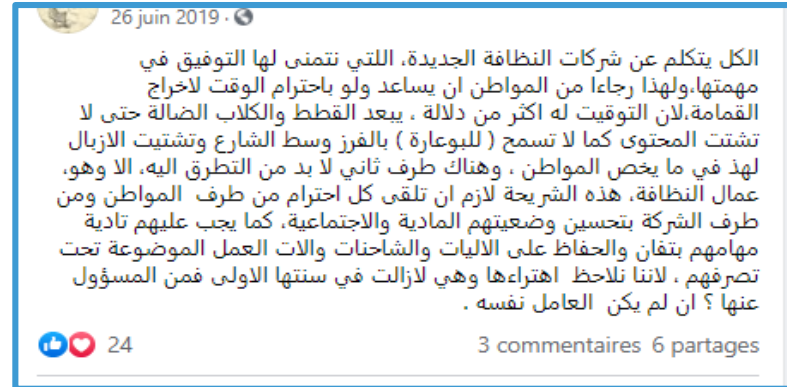 26 juin 2019
الكل يتكلم عن شركات النظافة الجديدة، اللتي نتمنى لها التوفيق في
مهمتها،ولهذا رجاءا من المواطن ان يساعد ولو باحترام الوقت لاخراج
القمامة،لان التوقيت له اكثر من دلالة ، يبعد القطط والكلاب الضالة حتى لا
تشتت المحتوى كما لا تسمح ( للبوعارة ) بالفرز وسط الشارع وتشتيت الازبال
لهذ في ما يخص المواطن ، وهناك طرف ثاني لا بد من التطرق اليه، الا وهو،
عمال النظافة، هذه الشريحة لازم ان تلقى كل احترام من طرف المواطن ومن
طرف الشركة بتحسين وضعيتهم المادية والاجتماعية، كما يجب عليهم تادية
مهامهم بتفان والحفاظ على الاليات والشاحنات والات العمل الموضوعة تحت
تصرفهم ، لاننا نلاحظ اهتراءها وهي لازالت في سنتها الاولى فمن المسؤول
عنها ؟ ان لم يكن العامل نفسه .
24 3 commentaires 6 partages